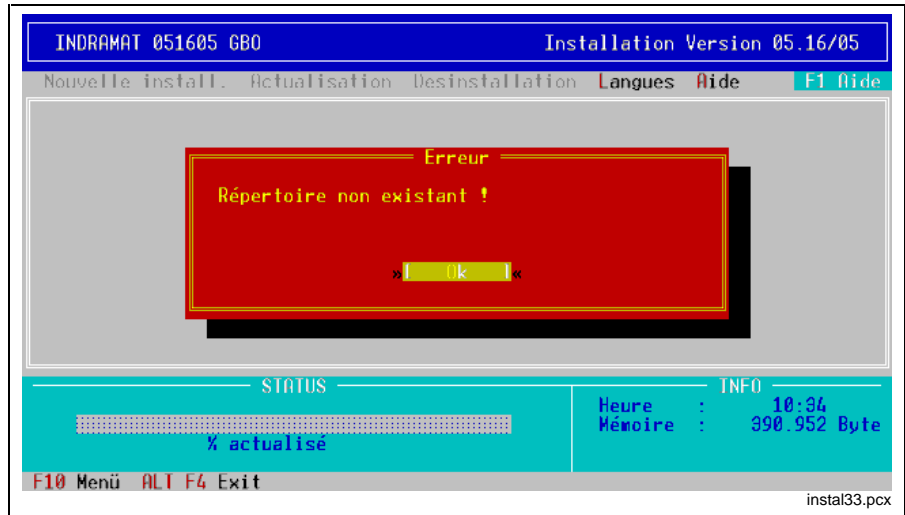 INDRAMAT 051605 GBO Installation Version 05.16/05
Nouvelle install. Actualisation Desinstallation Langues Aide F1 Aide
Erreur
Répertoire non existant !
» Ok «
STATUS INFO
Heure : 10:34
Mémoire : 390.952 Byte
% actualisé
F10 Menü ALT F4 Exit
instal33.pcx